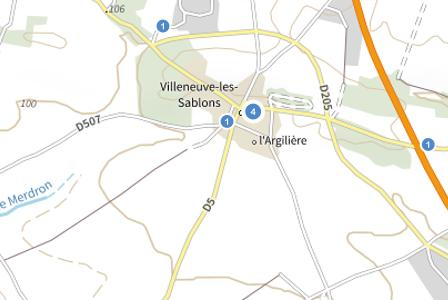 106
1
Villeneuve-les-
Sablons
D205
100
4
1
D507
l'Argilière
1
e Merdron
D5